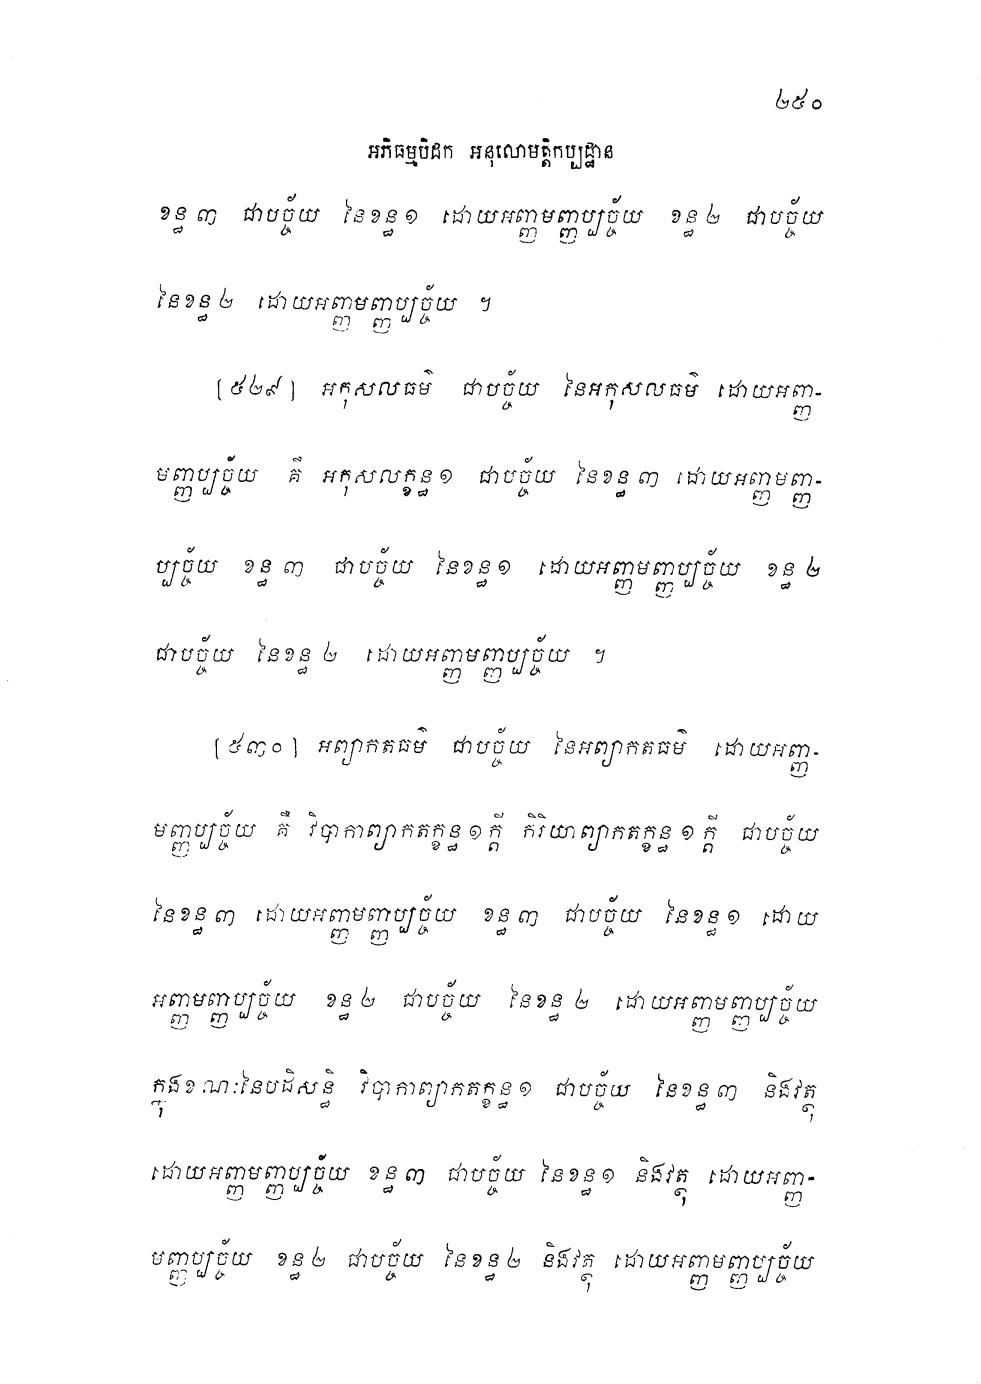 ២៥០
អភិធម្មបិដក អនុលោមត្តិកប្បដ្ឋាន
ខន្ធ ៣ ជាបច្ច័យ នៃខន្ធ ១ ដោយអញ្ញមញ្ញប្បច្ច័យ ខន្ធ ២ ជាបច្ច័យ
នៃខន្ធ ២ ដោយអញ្ញមញ្ញប្បច្ច័យ ។
[៥២៩] អកុសលធម៌ ជាបច្ច័យ នៃអកុសលធម៌ ដោយអញ្ញ-
មញ្ញប្បច្ច័យ គឺ អកុសលក្ខន្ធ ១ ជាបច្ច័យ នៃខន្ធ ៣ ដោយអញ្ញមញ្ញ-
ប្បច្ច័យ ខន្ធ ៣ ជាបច្ច័យ នៃខន្ធ ១ ដោយអញ្ញមញ្ញប្បច្ច័យ ខន្ធ ២
ជាបច្ច័យ នៃខន្ធ ២ ដោយអញ្ញមញ្ញប្បច្ច័យ ។
[៥៣០] អព្យាកតធម៌ ជាបច្ច័យ នៃអព្យាកតធម៌ ដោយអញ្ញ-
មញ្ញប្បច្ច័យ គឺ វិបាកាព្យាកតក្ខន្ធ ១ ក្តី កិរិយាព្យាកតក្ខន្ធ ១ ក្តី ជាបច្ច័យ
នៃខន្ធ ៣ ដោយអញ្ញមញ្ញប្បច្ច័យ ខន្ធ ៣ ជាបច្ច័យ នៃខន្ធ ១ ដោយ
អញ្ញមញ្ញប្បច្ច័យ ខន្ធ ២ ជាបច្ច័យ នៃខន្ធ ២ ដោយអញ្ញមញ្ញប្បច្ច័យ
ក្នុងខណៈនៃបដិសន្ធិ វិបាកាព្យាកតក្ខន្ធ ១ ជាបច្ច័យ នៃខន្ធ ៣ និងវត្ថុ
ដោយអញ្ញមញ្ញប្បច្ច័យ ខន្ធ ៣ ជាបច្ច័យ នៃខន្ធ ១ និងវត្ថុ ដោយអញ្ញ-
មញ្ញប្បច្ច័យ ខន្ធ ២ ជាបច្ច័យ នៃខន្ធ ២ និងវត្ថុ ដោយអញ្ញមញ្ញប្បច្ច័យ